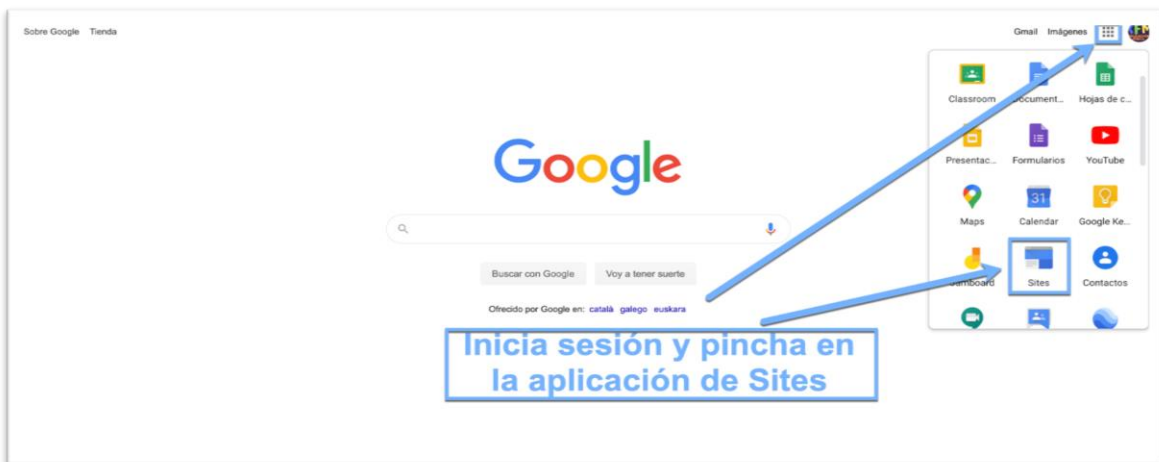 Sobre Google Tienda
Gmail Imágenes
Classroom Document... Hojas de c...
Presentac... Formularios YouTube
31
Maps Calendar Google Ke...
Jamboard Sites Contactos
Google
Buscar con Google Voy a tener suerte
Ofrecido por Google en: català galego euskara
Inicia sesión y pincha en
la aplicación de Sites